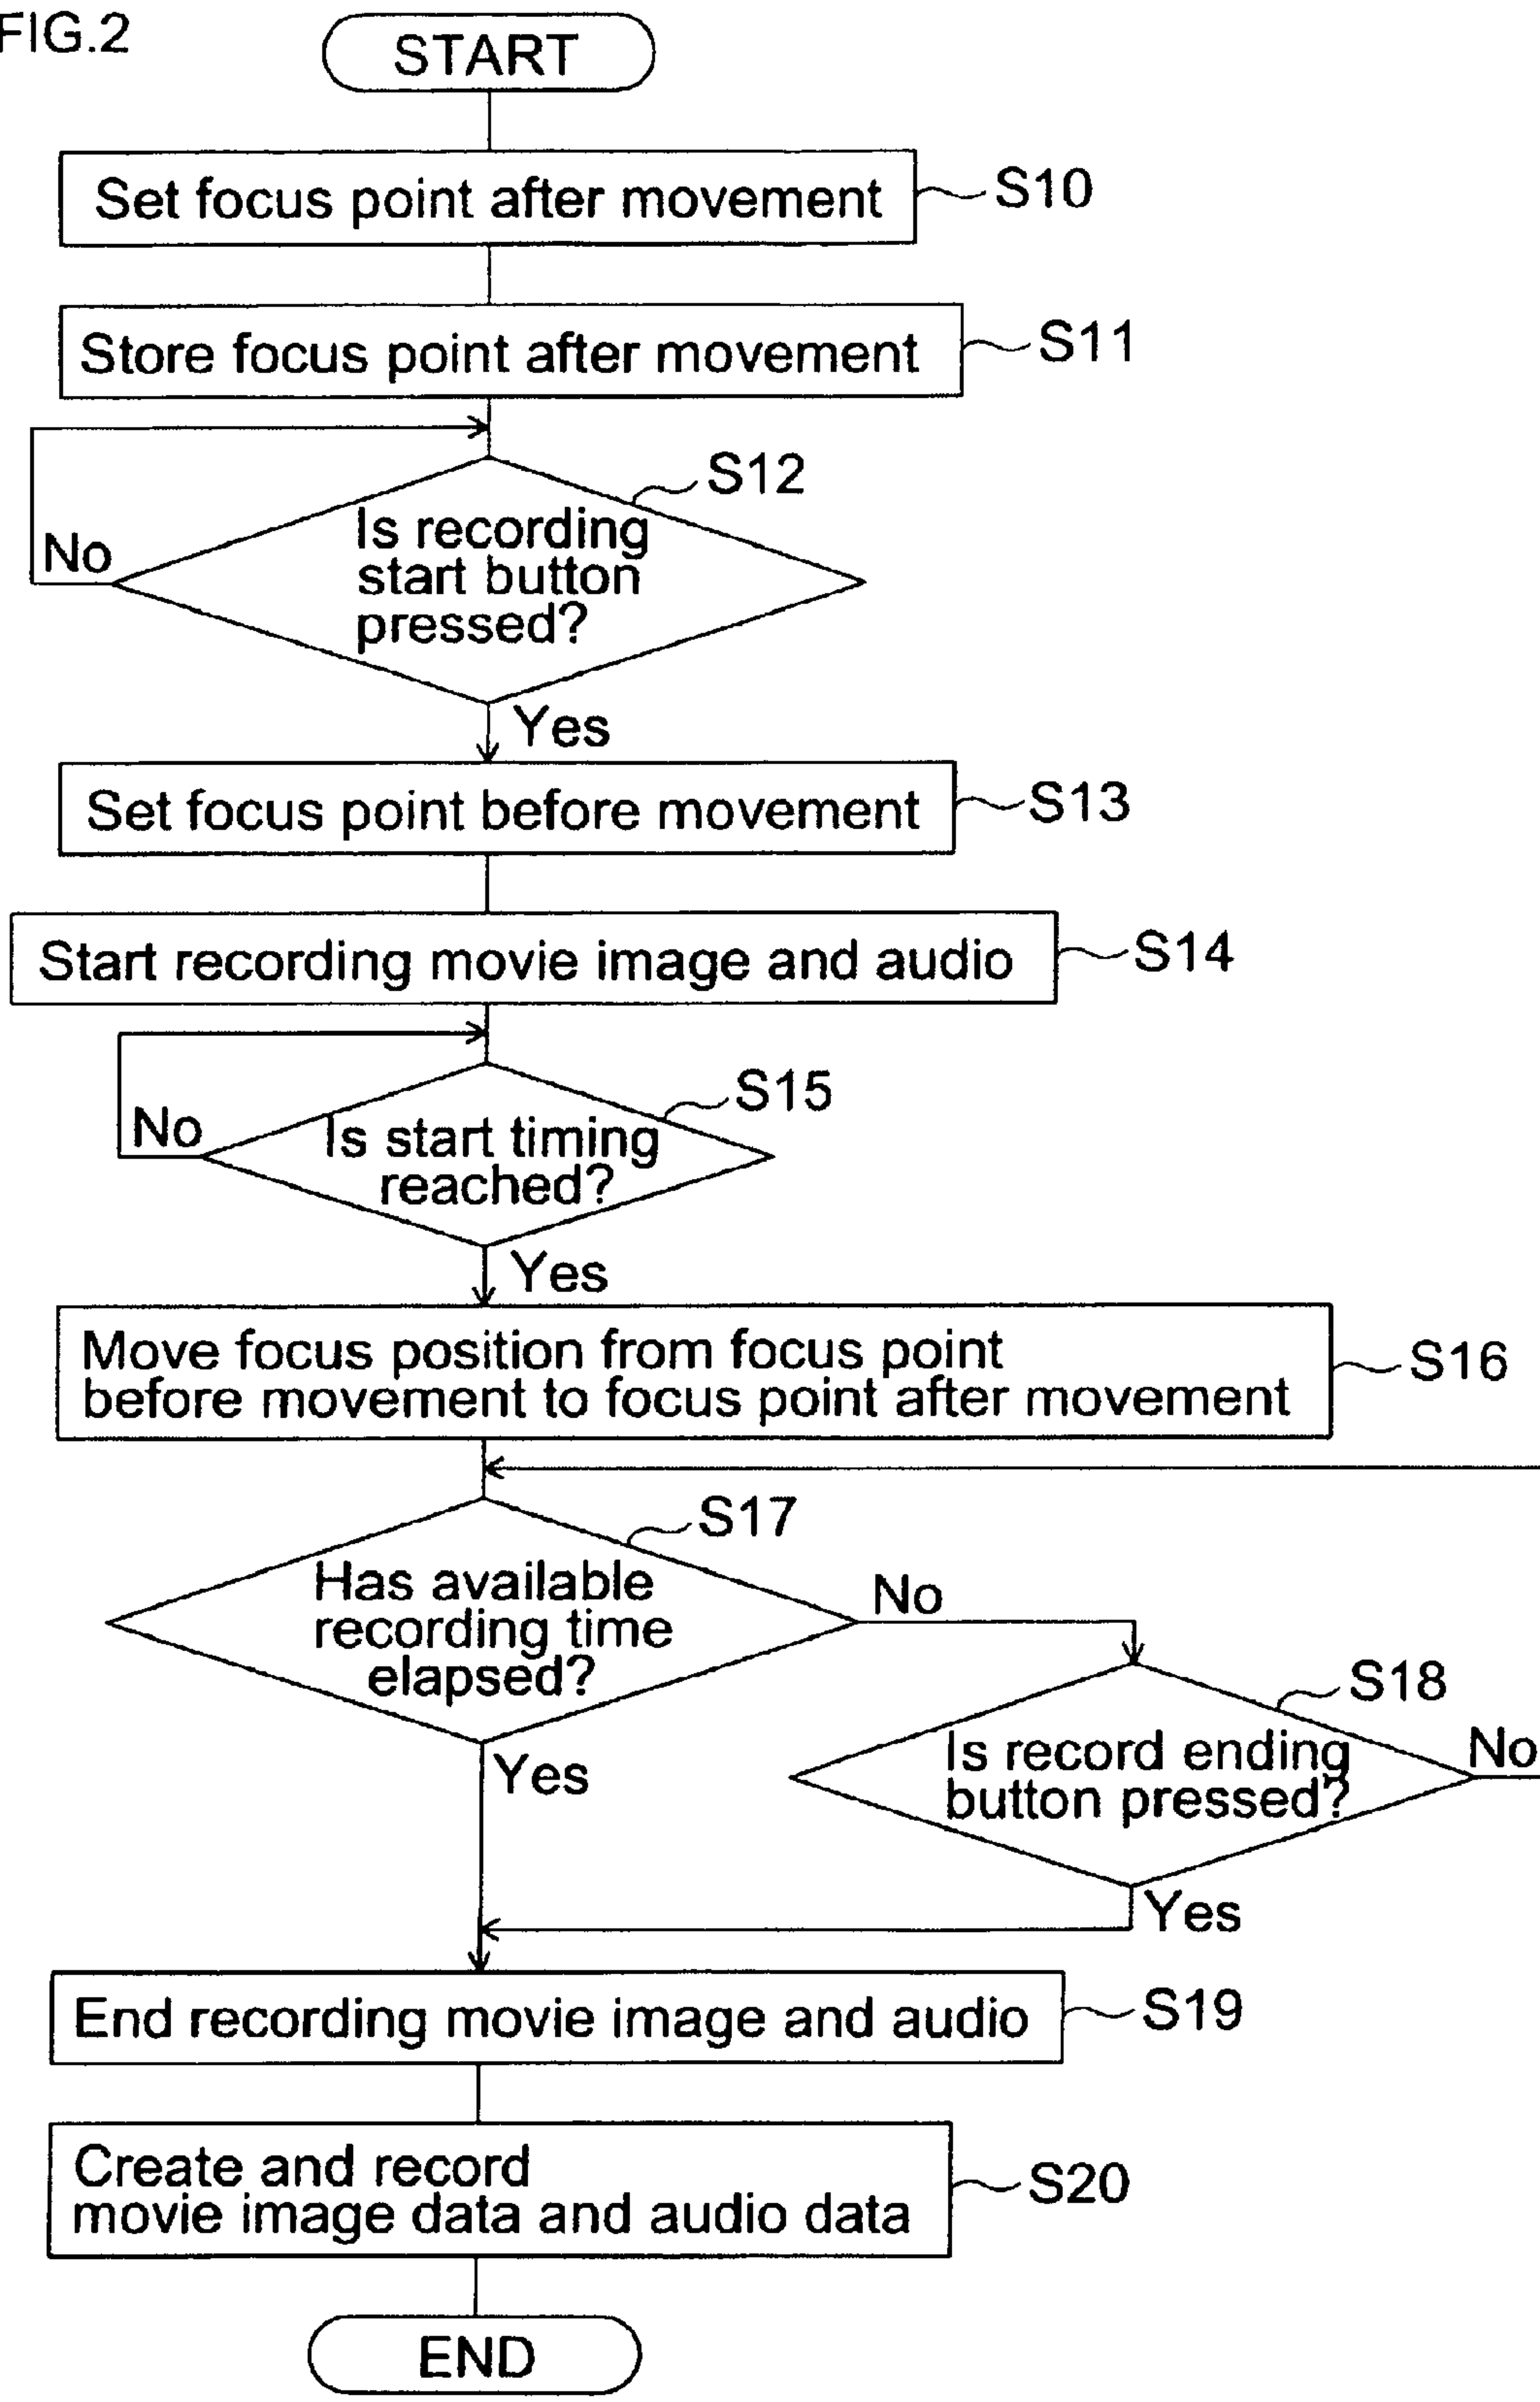 FIG.2
START
Set focus point after movement
S10
Store focus point after movement
S11
S12
Is recording
start button
pressed?
No
Yes
Set focus point before movement
S13
Start recording movie image and audio
S14
S15
Is start timing
reached?
No
Yes
Move focus position from focus point
before movement to focus point after movement
S16
S17
Has available
recording time
elapsed?
No
Yes
S18
Is record ending
button pressed?
No
Yes
End recording movie image and audio
S19
Create and record
movie image data and audio data
S20
END